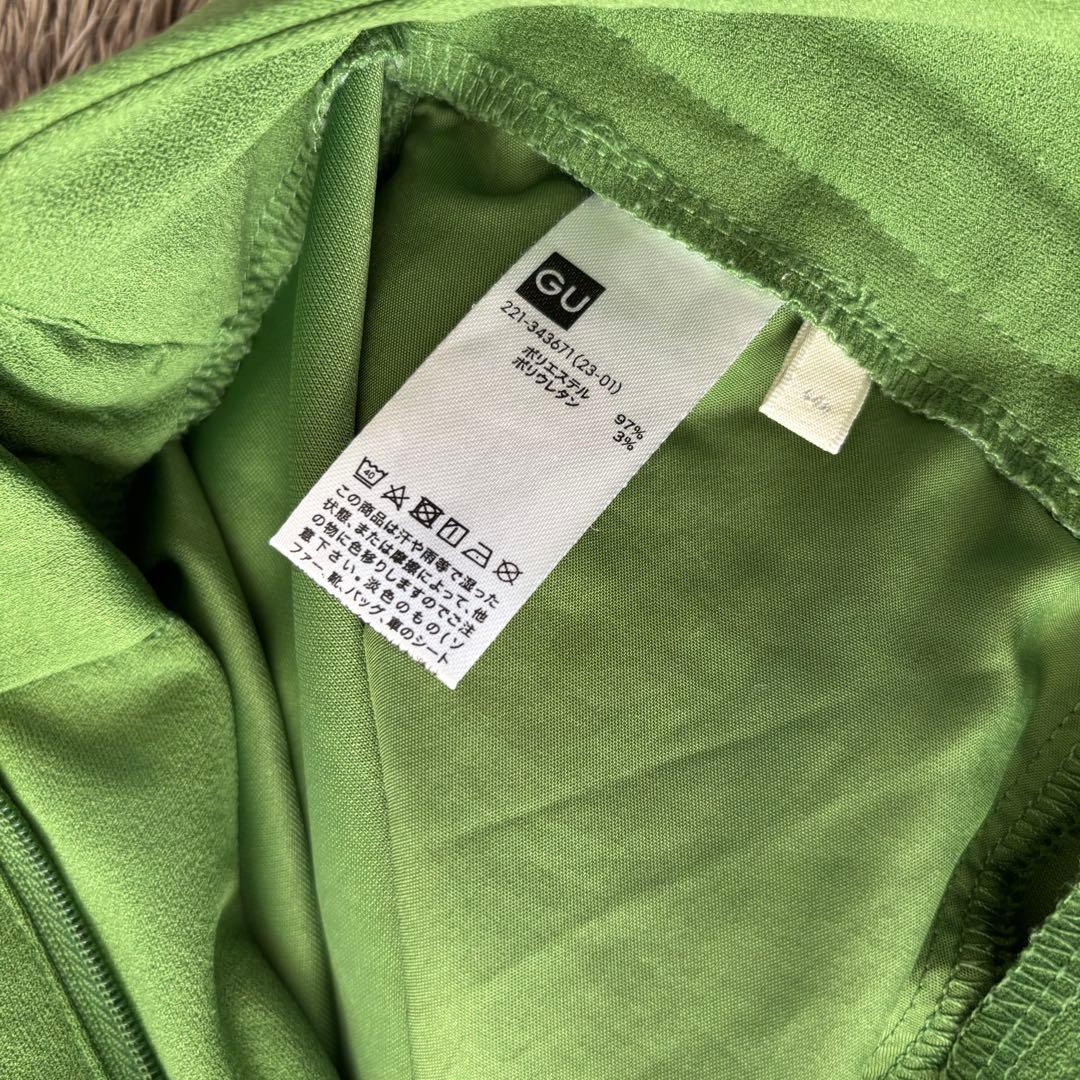 GU
221-343671(23-01)
ポリエステル 97%
ポリウレタン 3%
40
この商品は汗や雨等で湿った
状態、または摩擦によって、他
の物に色移りしますのでご注
意下さい・淡色のもの(ソ
ファー、靴、バッグ、車のシート